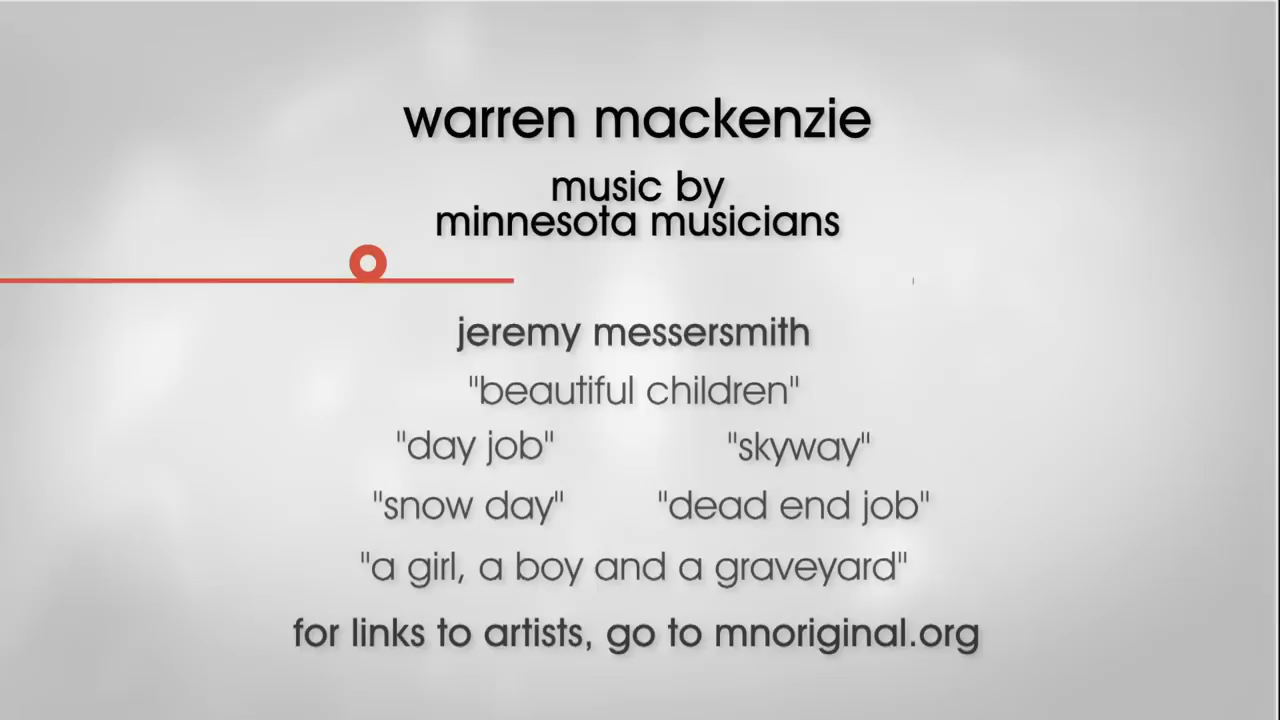 warren mackenzie
music by
minnesota musicians
jeremy messersmith
"beautiful children"
"day job" "skyway"
"snow day" "dead end job"
"a girl, a boy and a graveyard"
for links to artists, go to mnoriginal.org